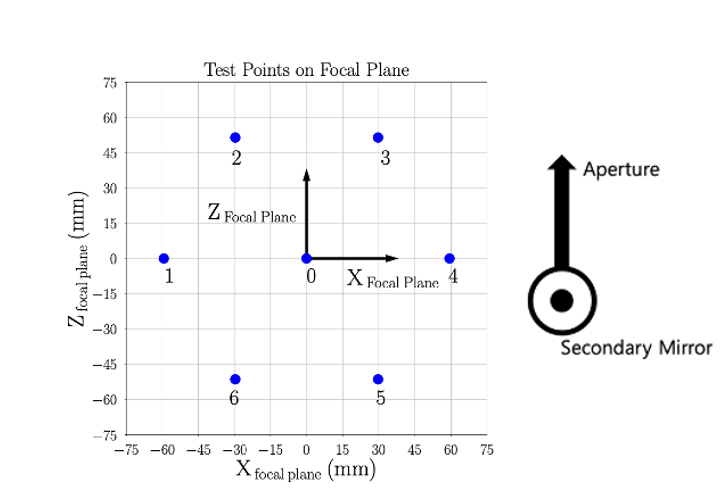 Test Points on Focal Plane
75
60
45
30
15
0
−15
−30
−45
−60
−75
Z focal plane (mm)
2
3
Z Focal Plane
1
0
X Focal Plane
4
6
5
−75 −60 −45 −30 −15 0 15 30 45 60 75
X focal plane (mm)
Aperture
Secondary Mirror